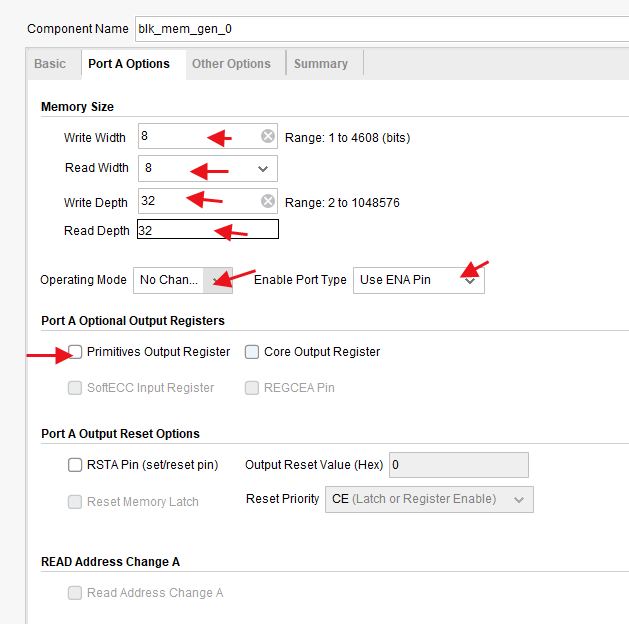 Component Name blk_mem_gen_0
Basic Port A Options Other Options Summary
Memory Size
Write Width 8 Range: 1 to 4608 (bits)
Read Width 8
Write Depth 32 Range: 2 to 1048576
Read Depth 32
Operating Mode No Chan... Enable Port Type Use ENA Pin
Port A Optional Output Registers
Primitives Output Register Core Output Register
SoftECC Input Register REGCEA Pin
Port A Output Reset Options
RSTA Pin (set/reset pin) Output Reset Value (Hex) 0
Reset Memory Latch Reset Priority CE (Latch or Register Enable)
READ Address Change A
Read Address Change A